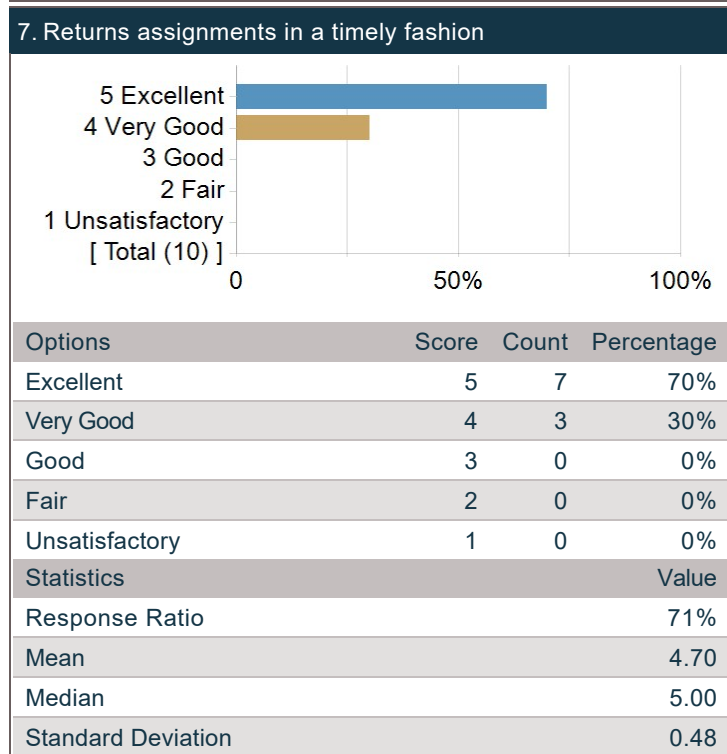 7. Returns assignments in a timely fashion
5 Excellent
4 Very Good
3 Good
2 Fair
1 Unsatisfactory
[ Total (10) ]
0 50% 100%
Options Score Count Percentage
Excellent 5 7 70%
Very Good 4 3 30%
Good 3 0 0%
Fair 2 0 0%
Unsatisfactory 1 0 0%
Statistics Value
Response Ratio 71%
Mean 4.70
Median 5.00
Standard Deviation 0.48